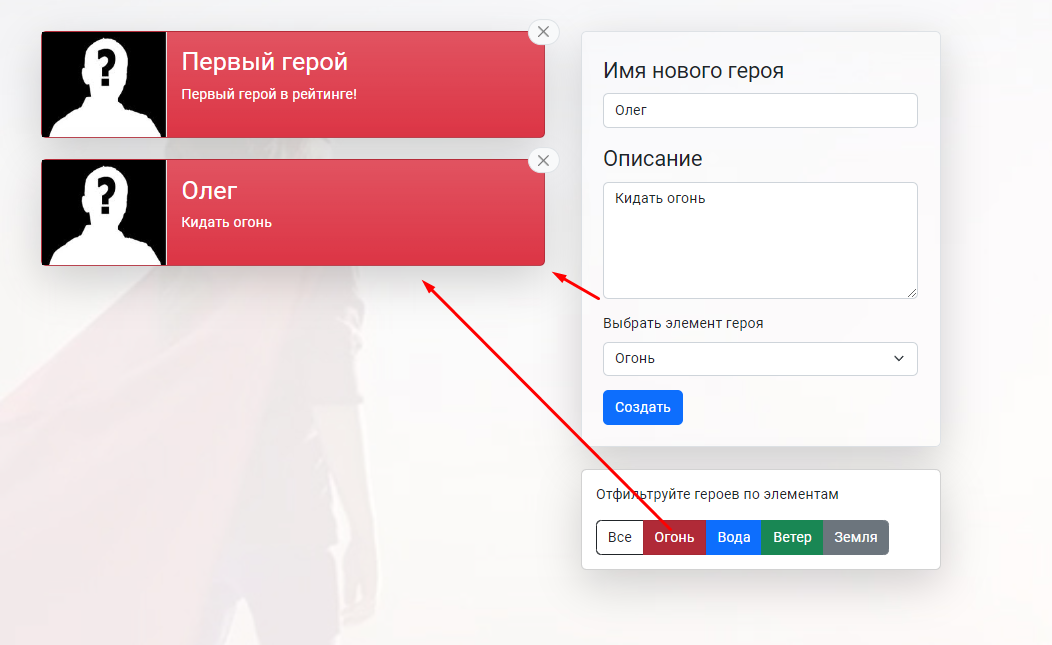 Первый герой
Первый герой в рейтинге!
Олег
Кидать огонь
Имя нового героя
Олег
Описание
Кидать огонь
Выбрать элемент героя
Огонь
Создать
Отфильтруйте героев по элементам
Все Огонь Вода Ветер Земля